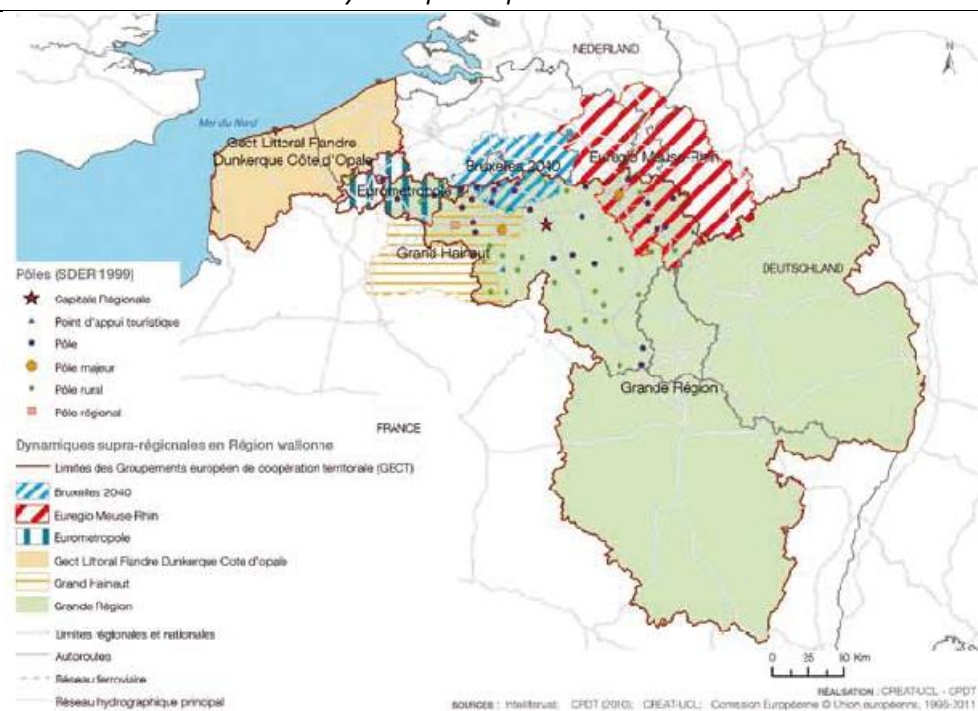 NEDERLAND
N
Mer du Nord
Gect Littoral Flandre
Dunkerque Côte d'Opale
Bruxelles 2040
Euregio Meuse-Rhin
Eurometropole
Grand Hainaut
DEUTSCHLAND
Grande Région
FRANCE
Pôles (SDER 1999)
Capitale Régionale
Point d'appui touristique
Pôle
Pôle majeur
Pôle rural
Pôle régional
Dynamiques supra-régionales en Région wallonne
Limites des Groupements européen de coopération territoriale (GECT)
Bruxelles 2040
Euregio Meuse-Rhin
Eurometropole
Gect Littoral Flandre Dunkerque Cote d'opale
Grand Hainaut
Grande Région
Limites régionales et nationales
Autoroutes
Réseau ferroviaire
Réseau hydrographique principal
0 25 50 Km
RÉALISATION : CREAT-UCL - CPDT
SOURCES : CPDT (2010); CREAT-UCL; Comission Européenne © Union européenne, 1995-2011